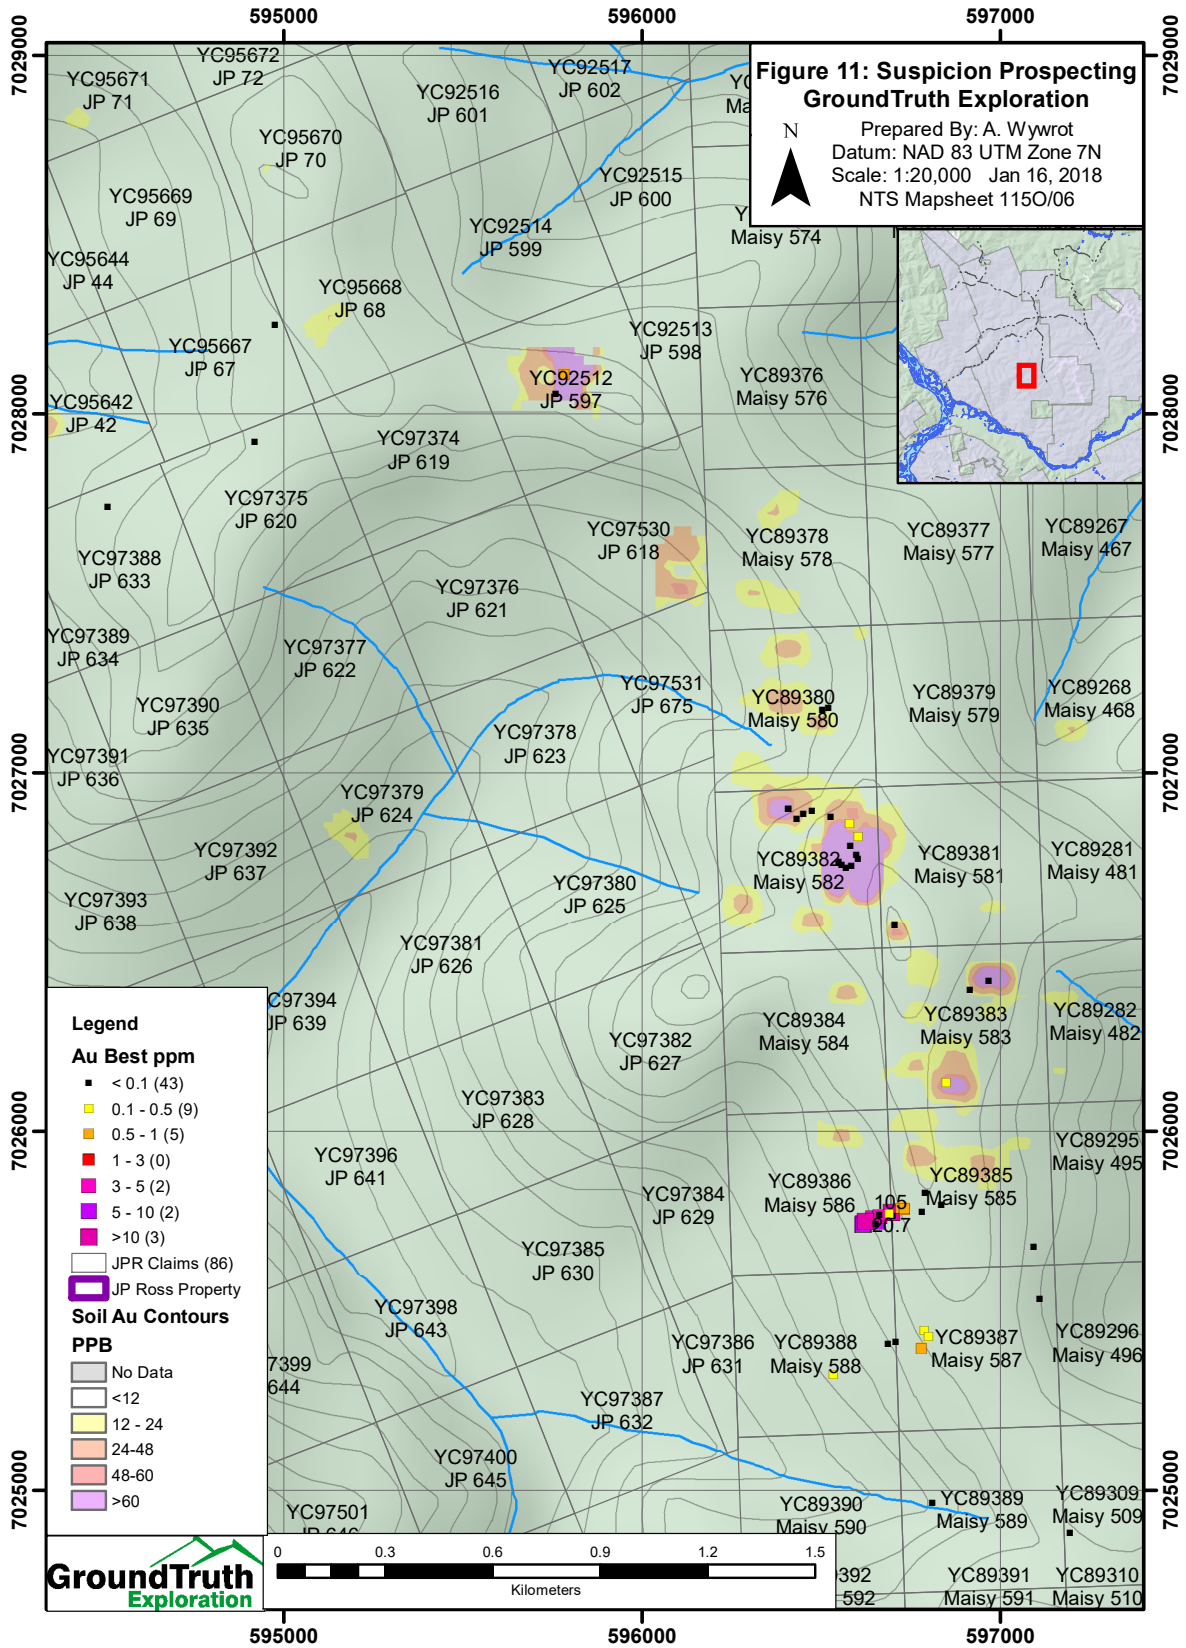 595000
596000
597000
7029000
7029000
YC95672
JP 72
YC95671
JP 71
YC92517
JP 602
YC92516
JP 601
Figure 11: Suspicion Prospecting
GroundTruth Exploration
N
Prepared By: A. Wywrot
Datum: NAD 83 UTM Zone 7N
Scale: 1:20,000 Jan 16, 2018
NTS Mapsheet 115O/06
YC95670
JP 70
YC92515
JP 600
YC95669
JP 69
YC92514
JP 599
Maisy 574
YC95644
JP 44
YC95668
JP 68
YC92513
JP 598
YC95667
JP 67
YC92512
JP 597
YC89376
Maisy 576
YC95642
JP 42
7028000
7028000
YC97374
JP 619
YC97375
JP 620
YC97530
JP 618
YC89378
Maisy 578
YC89377
Maisy 577
YC89267
Maisy 467
YC97388
JP 633
YC97376
JP 621
YC97389
JP 634
YC97377
JP 622
YC97531
JP 675
YC89380
Maisy 580
YC89379
Maisy 579
YC89268
Maisy 468
YC97390
JP 635
YC97378
JP 623
YC97391
JP 636
7027000
7027000
YC97379
JP 624
YC97392
JP 637
YC89382
Maisy 582
YC89381
Maisy 581
YC89281
Maisy 481
YC97380
JP 625
YC97393
JP 638
YC97381
JP 626
C97394
JP 639
YC97382
JP 627
YC89384
Maisy 584
YC89383
Maisy 583
YC89282
Maisy 482
YC97383
JP 628
7026000
7026000
YC97396
JP 641
YC97384
JP 629
YC89386
Maisy 586
YC89385
Maisy 585
YC89295
Maisy 495
105
20.7
YC97385
JP 630
YC97398
JP 643
YC97386
JP 631
YC89388
Maisy 588
YC89387
Maisy 587
YC89296
Maisy 496
7399
644
YC97387
JP 632
YC97400
JP 645
7025000
7025000
YC97501
YC89390
Maisy 590
YC89389
Maisy 589
YC89309
Maisy 509
392
592
YC89391
Maisy 591
YC89310
Maisy 510
Legend
Au Best ppm
< 0.1 (43)
0.1 - 0.5 (9)
0.5 - 1 (5)
1 - 3 (0)
3 - 5 (2)
5 - 10 (2)
>10 (3)
JPR Claims (86)
JP Ross Property
Soil Au Contours
PPB
No Data
<12
12 - 24
24-48
48-60
>60
GroundTruth
Exploration
0 0.3 0.6 0.9 1.2 1.5
Kilometers
595000
596000
597000